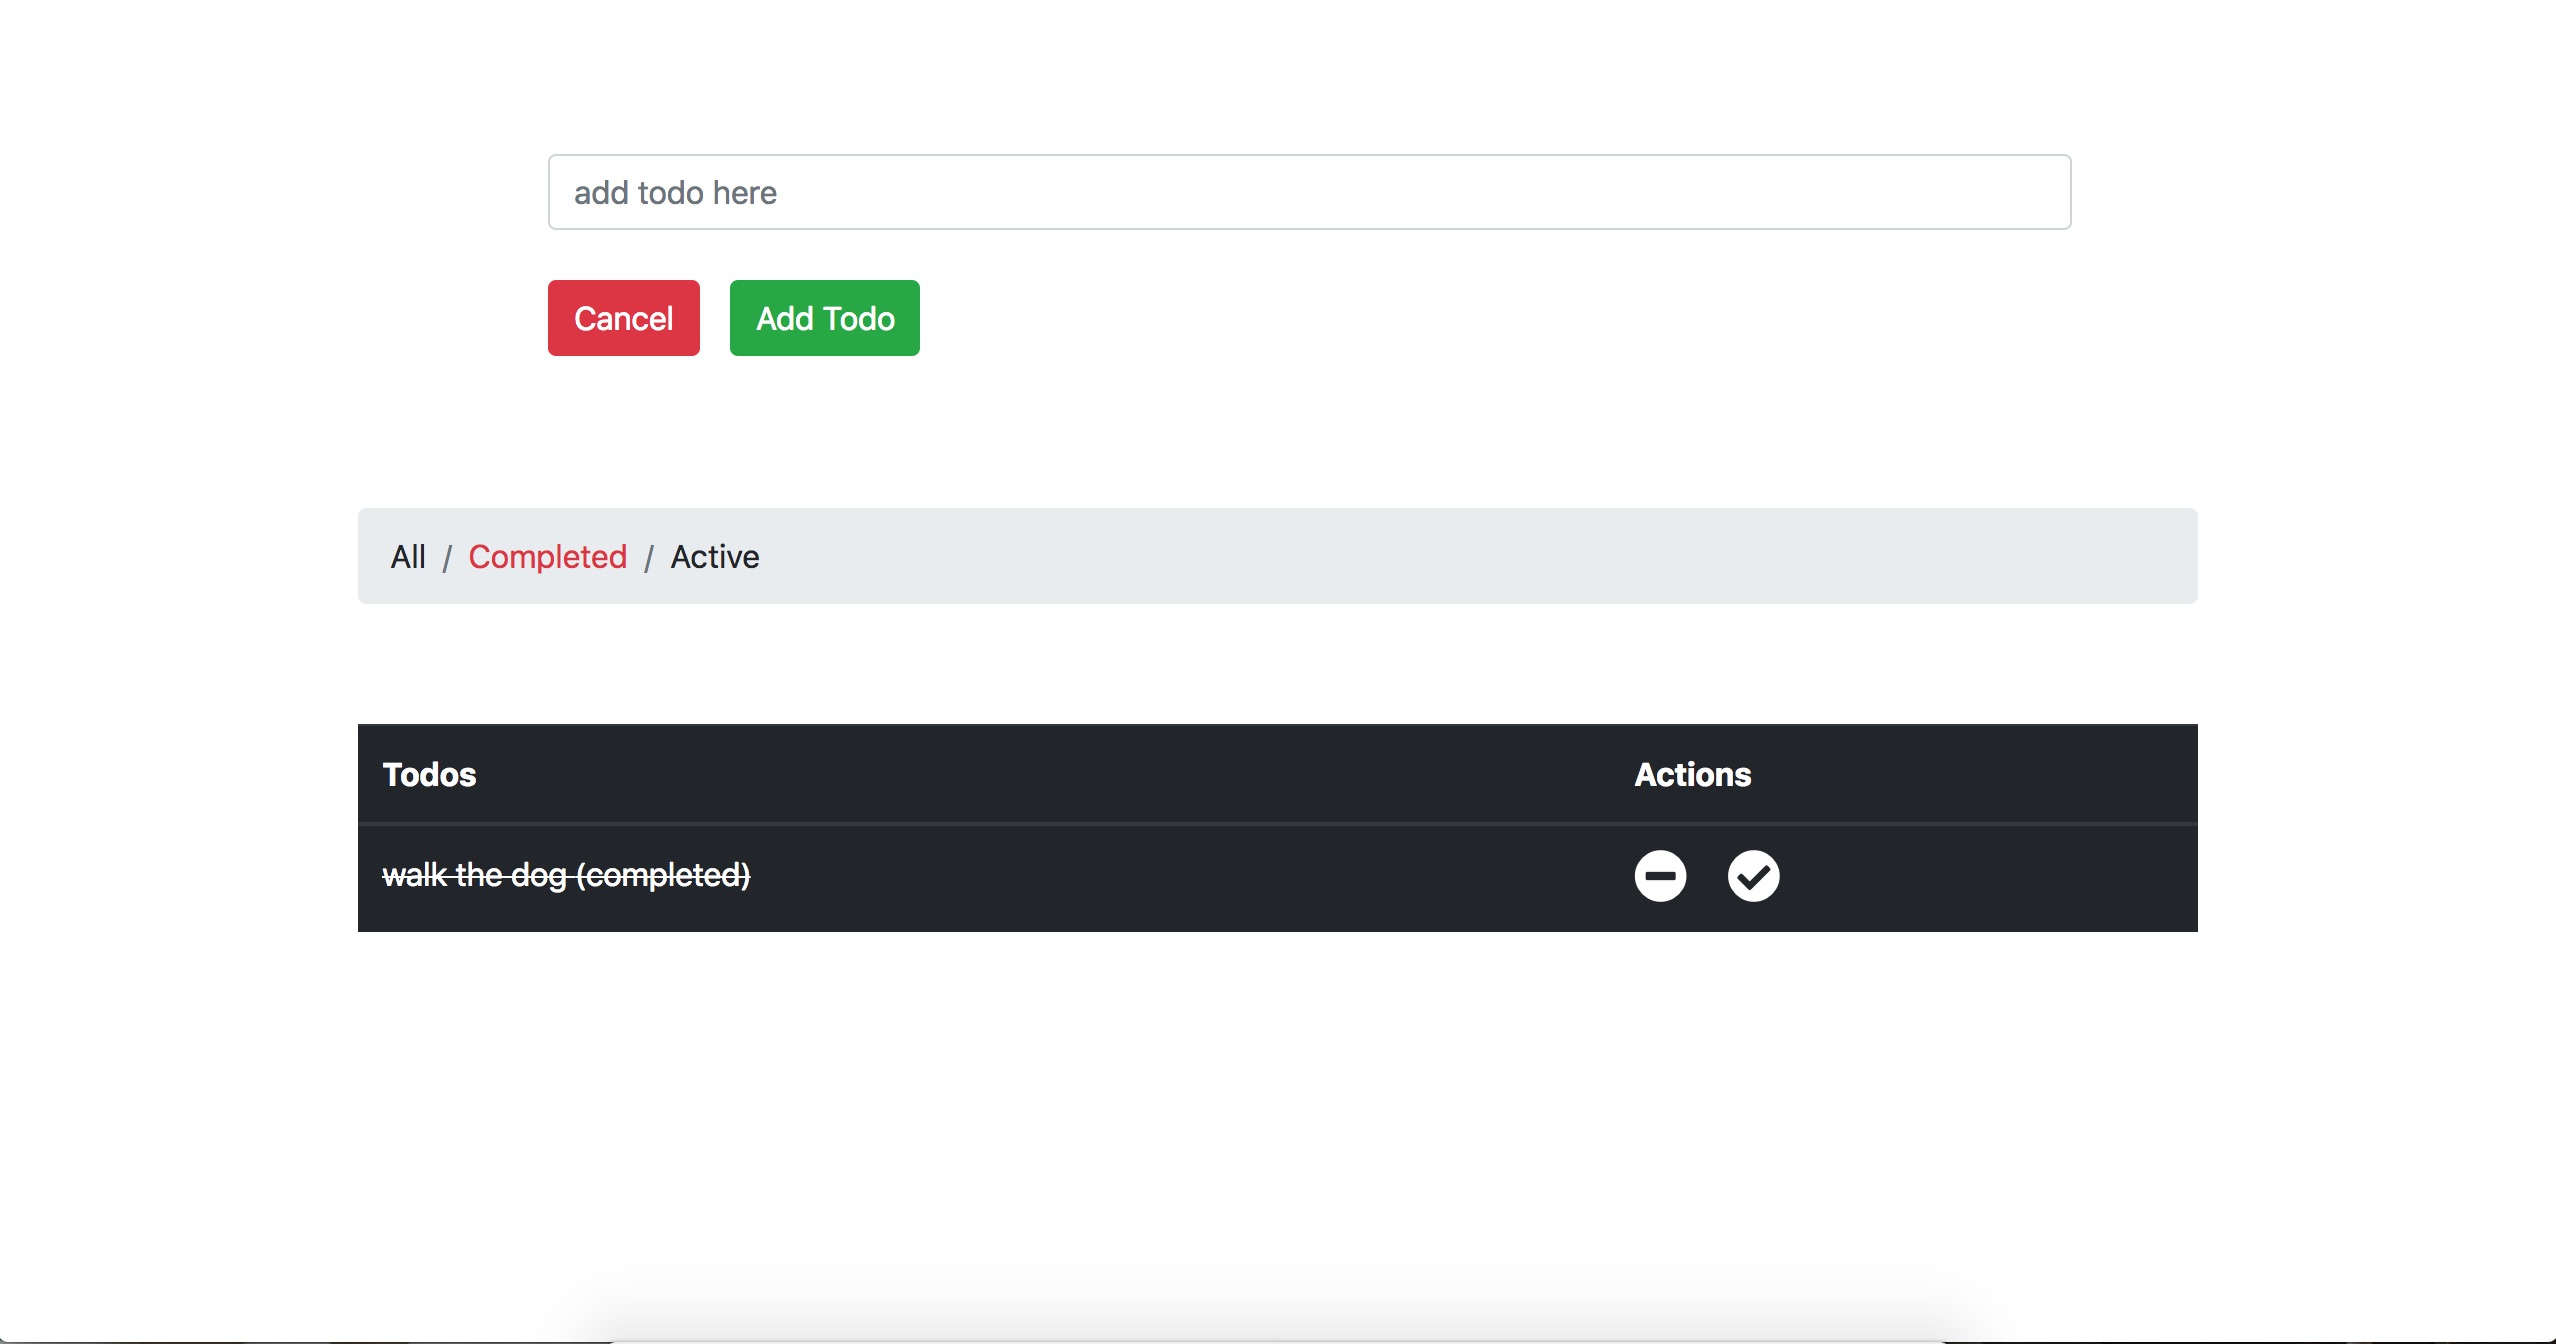 add todo here
Cancel Add Todo
All / Completed / Active
Todos Actions
walk the dog (completed)